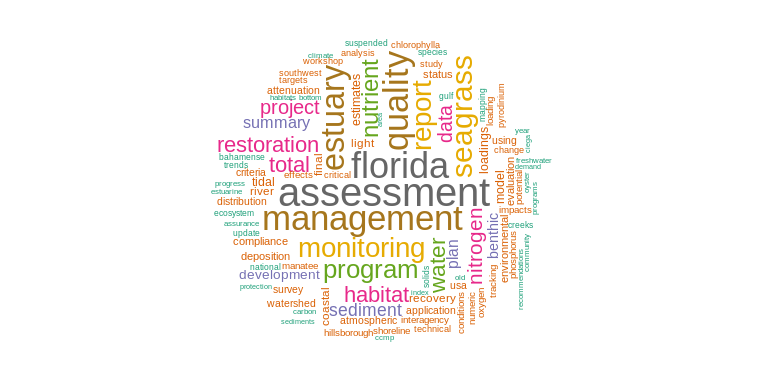 suspended
chlorophylla
climate
analysis
species
workshop
study
southwest
status
targets
estuary
nutrient
quality
seagrass
attenuation
estimates
report
gulf
mapping
loading
pyrodinium
habitats
bottom
project
data
area
summary
light
using
year
restoration
loadings
change
ciega
bahamense
total
final
florida
freshwater
trends
demand
criteria
effects
critical
model
evaluation
potential
progress
tidal
assessment
oyster
programs
estuarine
river
distribution
impacts
ecosystem
management
nitrogen
benthic
environmental
creeks
assurance
update
compliance
monitoring
water
plan
phosphorus
community
deposition
recommendations
national
manatee
program
solids
old
tracking
development
usa
protection
survey
habitat
index
recovery
conditions
numeric
oxygen
watershed
coastal
carbon
sediment
application
sediments
atmospheric
interagency
hillsborough
shoreline
technical
ccmp